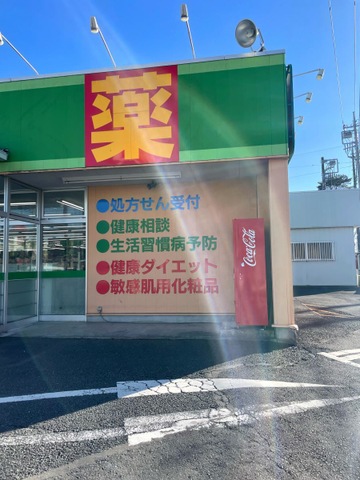 薬
●処方せん受付
●健康相談
●生活習慣病予防
●健康ダイエット
●敏感肌用化粧品
Coca-Cola